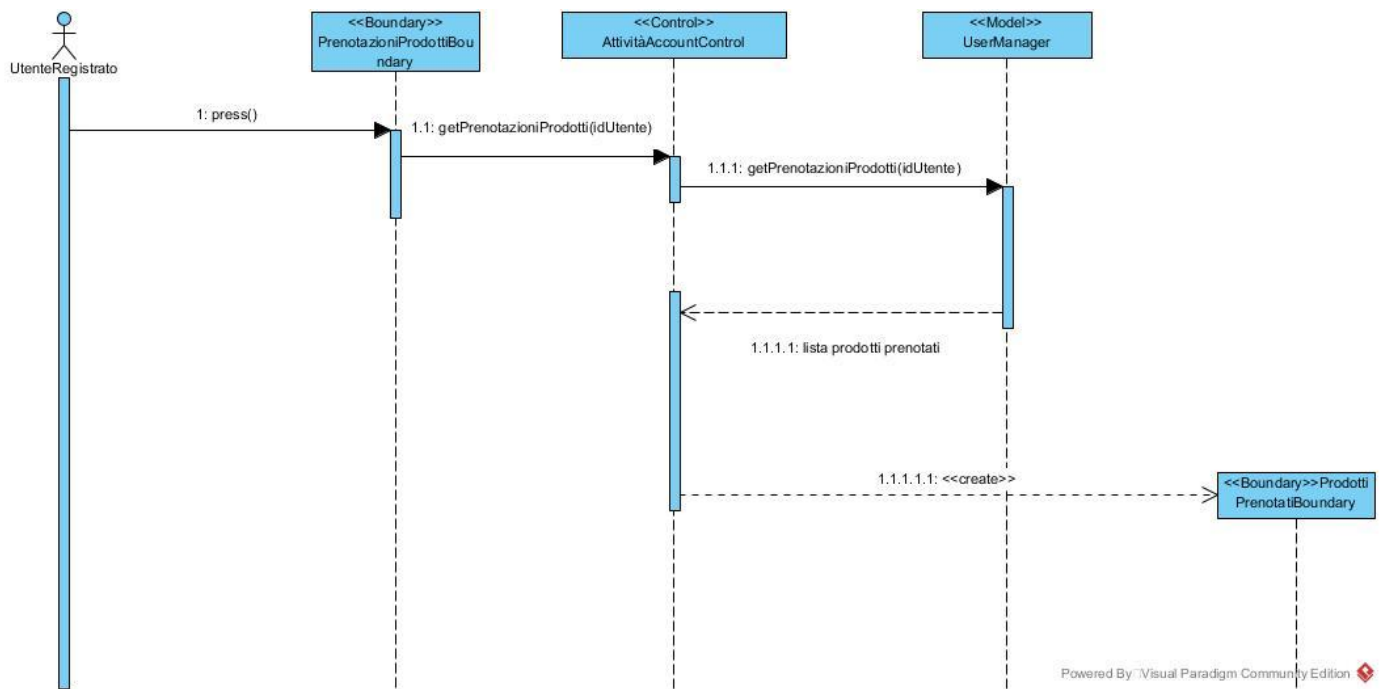 <<Boundary>>
PrenotazioniProdottiBou
ndary
<<Control>>
AttivitàAccountControl
<<Model>>
UserManager
UtenteRegistrato
1: press()
1.1: getPrenotazioniProdotti(idUtente)
1.1.1: getPrenotazioniProdotti(idUtente)
1.1.1.1: lista prodotti prenotati
1.1.1.1.1: <<create>>
<<Boundary>>Prodotti
PrenotatiBoundary
Powered By Visual Paradigm Community Edition